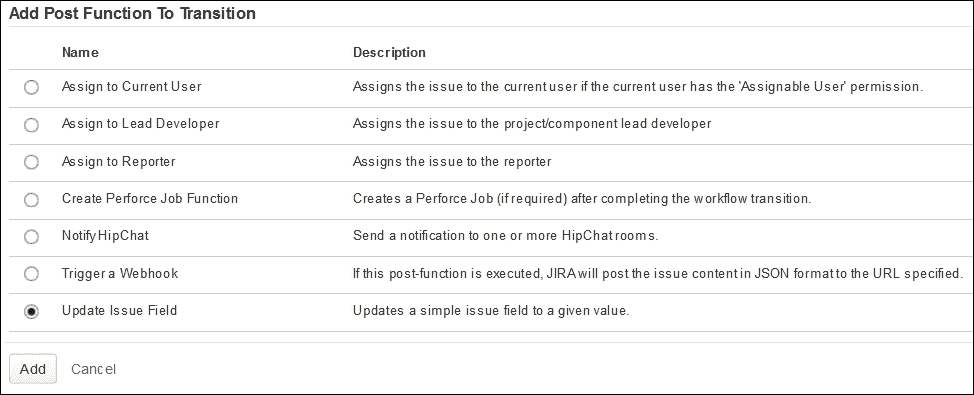 Add Post Function To Transition
Name Description
Assign to Current User Assigns the issue to the current user if the current user has the 'Assignable User' permission.
Assign to Lead Developer Assigns the issue to the project/component lead developer
Assign to Reporter Assigns the issue to the reporter
Create Perforce Job Function Creates a Perforce Job (if required) after completing the workflow transition.
Notify HipChat Send a notification to one or more HipChat rooms.
Trigger a Webhook If this post-function is executed, JIRA will post the issue content in JSON format to the URL specified.
Update Issue Field Updates a simple issue field to a given value.
Add Cancel